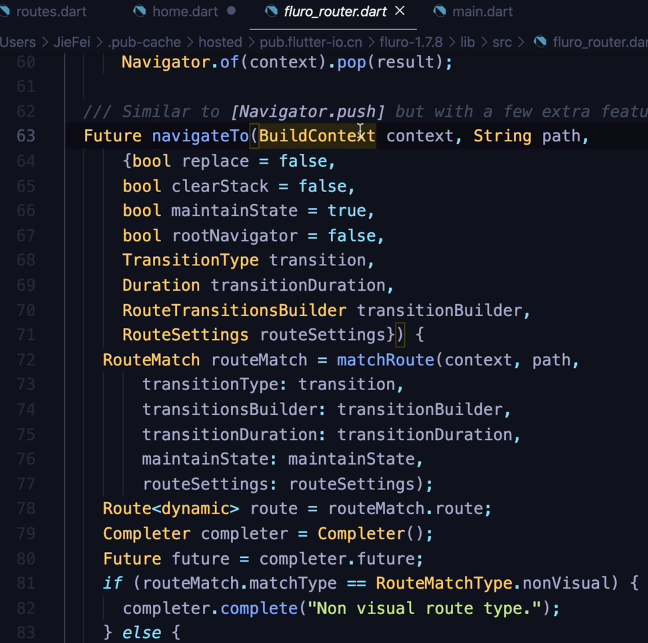 routes.dart home.dart fluro_router.dart × main.dart
Users > JieFei > .pub-cache > hosted > pub.flutter-io.cn > fluro-1.7.8 > lib > src > fluro_router.dar
60 Navigator.of(context).pop(result);
61
62 /// Similar to [Navigator.push] but with a few extra featu
63 Future navigateTo(BuildContext context, String path,
64 {bool replace = false,
65 bool clearStack = false,
66 bool maintainState = true,
67 bool rootNavigator = false,
68 TransitionType transition,
69 Duration transitionDuration,
70 RouteTransitionsBuilder transitionBuilder,
71 RouteSettings routeSettings}) {
72 RouteMatch routeMatch = matchRoute(context, path,
73 transitionType: transition,
74 transitionsBuilder: transitionBuilder,
75 transitionDuration: transitionDuration,
76 maintainState: maintainState,
77 routeSettings: routeSettings);
78 Route<dynamic> route = routeMatch.route;
79 Completer completer = Completer();
80 Future future = completer.future;
81 if (routeMatch.matchType == RouteMatchType.nonVisual) {
82 completer.complete("Non visual route type.");
83 } else {